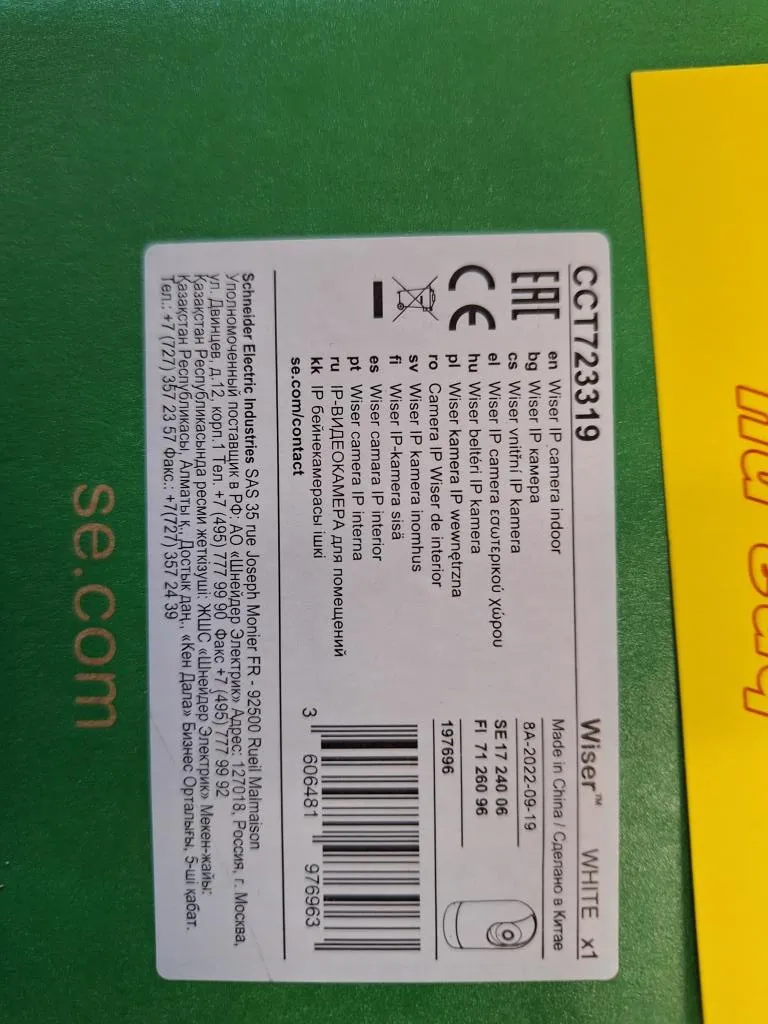 CCT723319
Wiser™ WHITE x1
en Wiser IP camera indoor
bg Wiser IP камера
cs Wiser vnitřní IP kamera
el Wiser IP camera εσωτερικού χώρου
hu Wiser beltéri IP kamera
pl Wiser kamera IP wewnętrzna
ro Camera IP Wiser de interior
sv Wiser IP kamera inomhus
fi Wiser IP-kamera sisä
es Wiser camara IP interior
pt Wiser camera IP interna
ru IP-ВИДЕОКАМЕРА для помещений
kk IP бейнекамерасы ішкі
se.com/contact
EAC
CE
Made in China / Сделано в Китае
8A-2022-09-19
SE 17 240 06
FI 71 260 96
197696
3 606481 976963
Schneider Electric Industries SAS 35 rue Joseph Monier FR - 92500 Rueil Malmaison
Уполномоченный поставщик в РФ: АО «Шнейдер Электрик» Адрес: 127018, Россия, г. Москва,
ул. Двинцев, д.12, корп.1 Тел. +7 (495) 777 99 90 Факс +7 (495) 777 99 92
Қазақстан Республикасында ресми жеткізуші: ЖШС «Шнейдер Электрик» Мекен-жайы:
Қазақстан Республикасы, Алматы қ., Достық даң., «Кен Дала» Бизнес Орталығы, 5-ші қабат.
Тел.: +7 (727) 357 23 57 Факс.: +7(727) 357 24 39
se.com